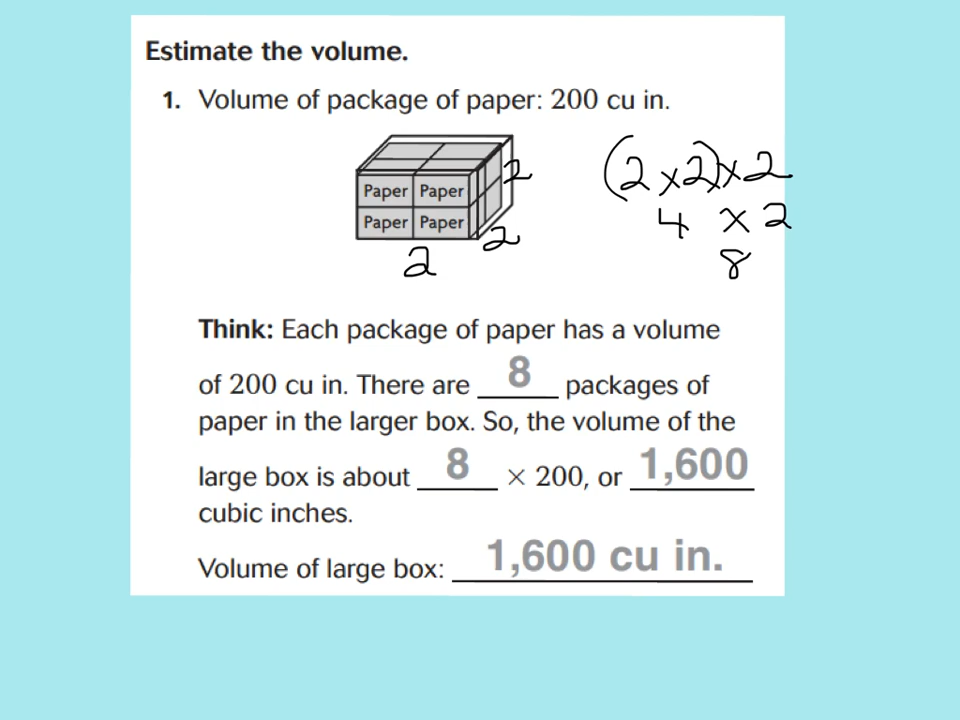 Estimate the volume.
1. Volume of package of paper: 200 cu in.
Paper Paper
Paper Paper
2
2
2
(2 x 2) x 2
4 x 2
8
Think: Each package of paper has a volume
of 200 cu in. There are 8 packages of
paper in the larger box. So, the volume of the
large box is about 8 × 200, or 1,600
cubic inches.
Volume of large box: 1,600 cu in.